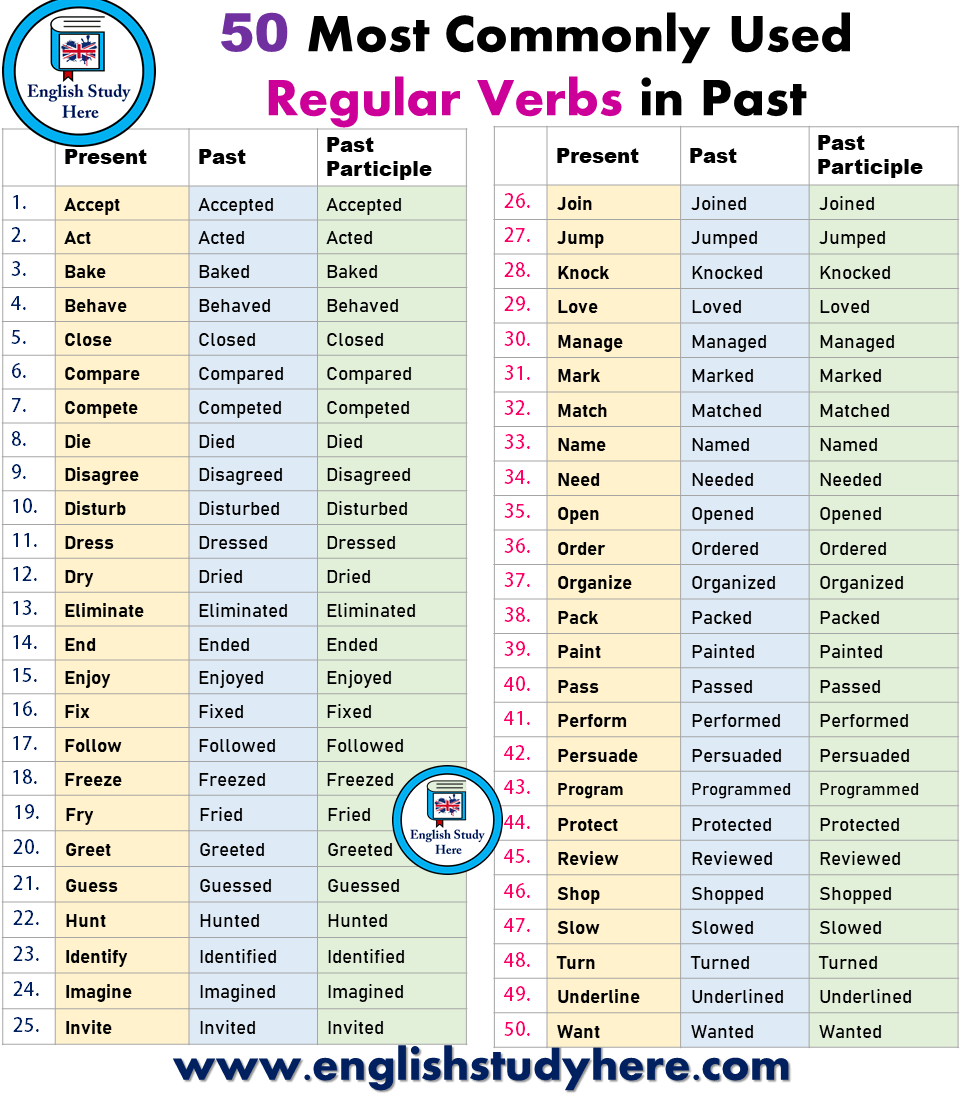 English Study
Here
50 Most Commonly Used
Regular Verbs in Past
Present Past Past Participle
1. Accept Accepted Accepted
2. Act Acted Acted
3. Bake Baked Baked
4. Behave Behaved Behaved
5. Close Closed Closed
6. Compare Compared Compared
7. Compete Competed Competed
8. Die Died Died
9. Disagree Disagreed Disagreed
10. Disturb Disturbed Disturbed
11. Dress Dressed Dressed
12. Dry Dried Dried
13. Eliminate Eliminated Eliminated
14. End Ended Ended
15. Enjoy Enjoyed Enjoyed
16. Fix Fixed Fixed
17. Follow Followed Followed
18. Freeze Freezed Freezed
19. Fry Fried Fried
20. Greet Greeted Greeted
21. Guess Guessed Guessed
22. Hunt Hunted Hunted
23. Identify Identified Identified
24. Imagine Imagined Imagined
25. Invite Invited Invited
Present Past Past Participle
26. Join Joined Joined
27. Jump Jumped Jumped
28. Knock Knocked Knocked
29. Love Loved Loved
30. Manage Managed Managed
31. Mark Marked Marked
32. Match Matched Matched
33. Name Named Named
34. Need Needed Needed
35. Open Opened Opened
36. Order Ordered Ordered
37. Organize Organized Organized
38. Pack Packed Packed
39. Paint Painted Painted
40. Pass Passed Passed
41. Perform Performed Performed
42. Persuade Persuaded Persuaded
43. Program Programmed Programmed
44. Protect Protected Protected
45. Review Reviewed Reviewed
46. Shop Shopped Shopped
47. Slow Slowed Slowed
48. Turn Turned Turned
49. Underline Underlined Underlined
50. Want Wanted Wanted
English Study
Here
www.englishstudyhere.com